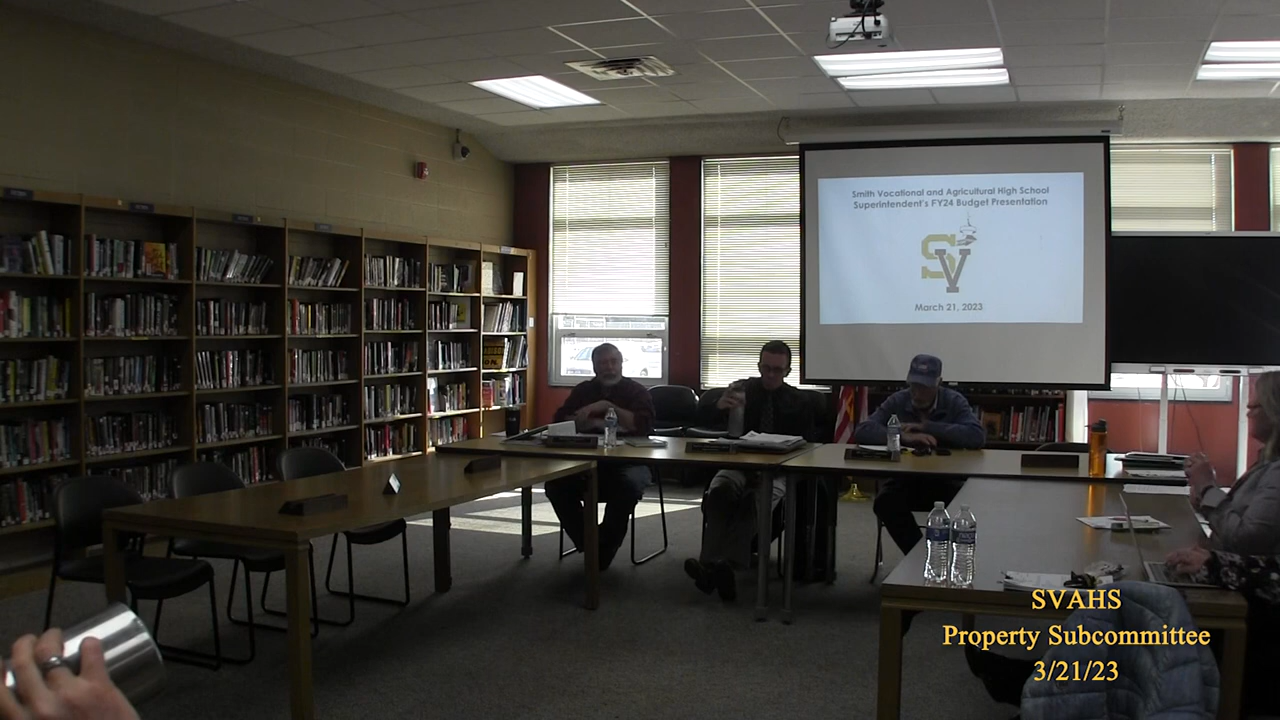 Smith Vocational and Agricultural High School
Superintendent's FY24 Budget Presentation
SV
March 21, 2023
SVAHS
Property Subcommittee
3/21/23